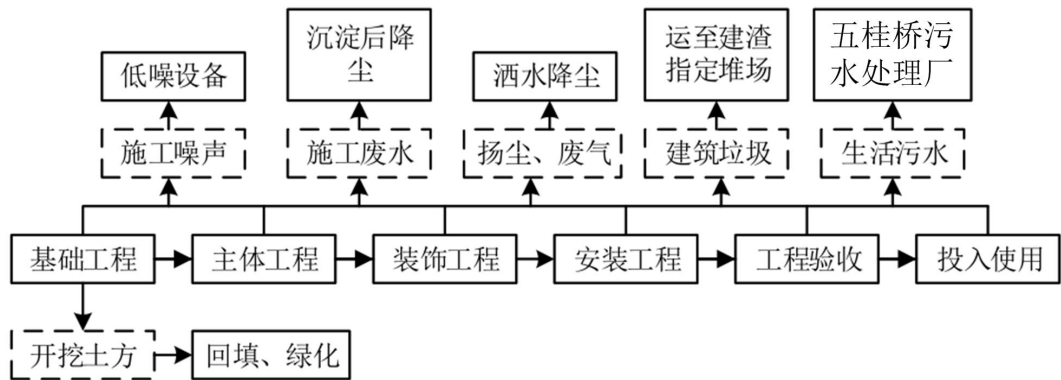 低噪设备
沉淀后降
尘
洒水降尘
运至建渣
指定堆场
五桂桥污
水处理厂
施工噪声
施工废水
扬尘、废气
建筑垃圾
生活污水
基础工程
主体工程
装饰工程
安装工程
工程验收
投入使用
开挖土方
回填、绿化